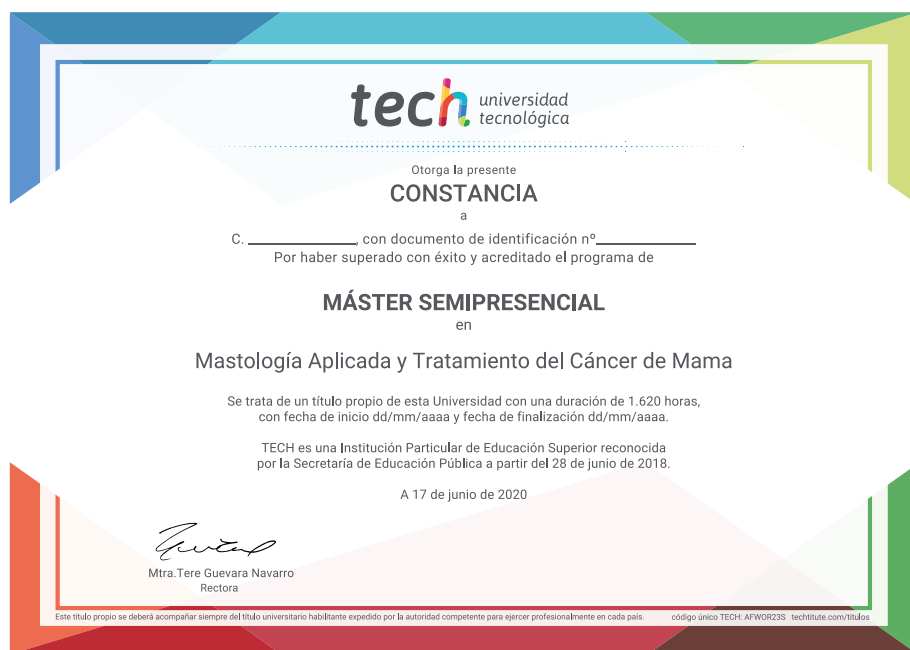 tech universidad
tecnológica
Otorga la presente
CONSTANCIA
a
C. ____________, con documento de identificación nº___________
Por haber superado con éxito y acreditado el programa de
MÁSTER SEMIPRESENCIAL
en
Mastología Aplicada y Tratamiento del Cáncer de Mama
Se trata de un título propio de esta Universidad con una duración de 1.620 horas,
con fecha de inicio dd/mm/aaaa y fecha de finalización dd/mm/aaaa.
TECH es una Institución Particular de Educación Superior reconocida
por la Secretaría de Educación Pública a partir del 28 de junio de 2018.
A 17 de junio de 2020
Mtra.Tere Guevara Navarro
Rectora
Este título propio se deberá acompañar siempre del título universitario habilitante expedido por la autoridad competente para ejercer profesionalmente en cada país. código único TECH: AFWOR23S techtitute.com/titulos